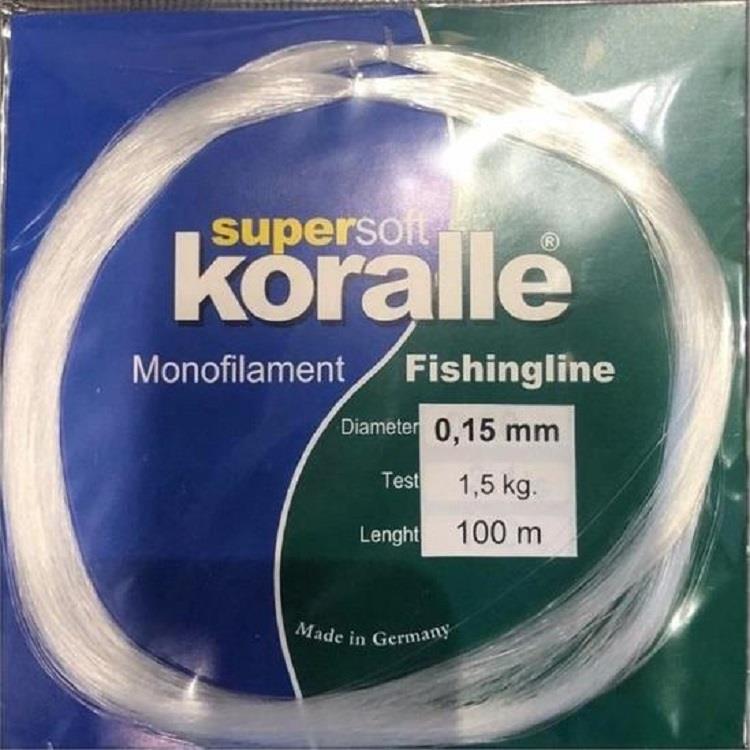 supersoft
koralle®
Monofilament Fishingline
Diameter 0,15 mm
Test 1,5 kg.
Lenght 100 m
Made in Germany